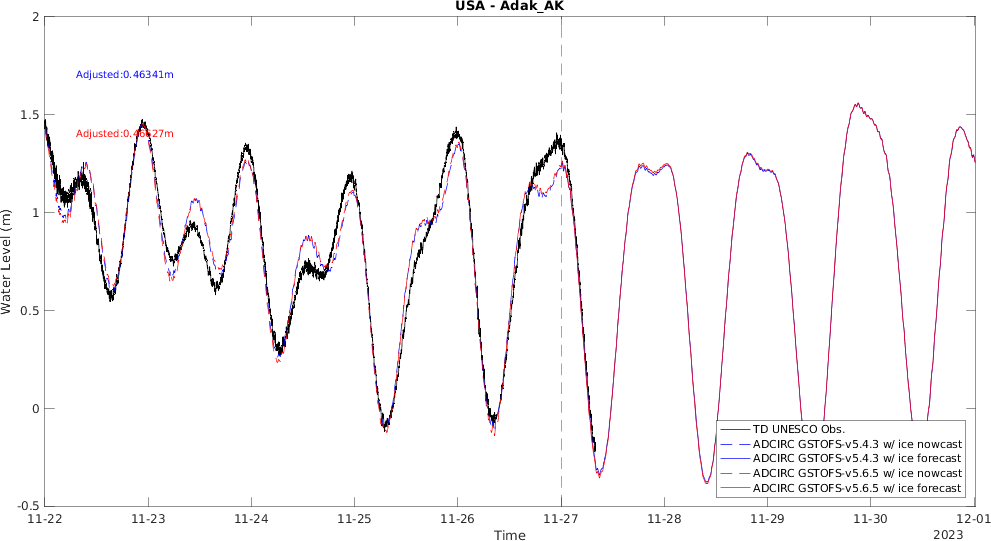 USA - Adak_AK
2
Adjusted:0.46341m
1.5
1
0.5
0
-0.5
Water Level (m)
TD UNESCO Obs.
ADCIRC GSTOFS-v5.4.3 w/ ice nowcast
ADCIRC GSTOFS-v5.4.3 w/ ice forecast
ADCIRC GSTOFS-v5.6.5 w/ ice nowcast
ADCIRC GSTOFS-v5.6.5 w/ ice forecast
11-22 11-23 11-24 11-25 11-26 11-27 11-28 11-29 11-30 12-01
Time
2023